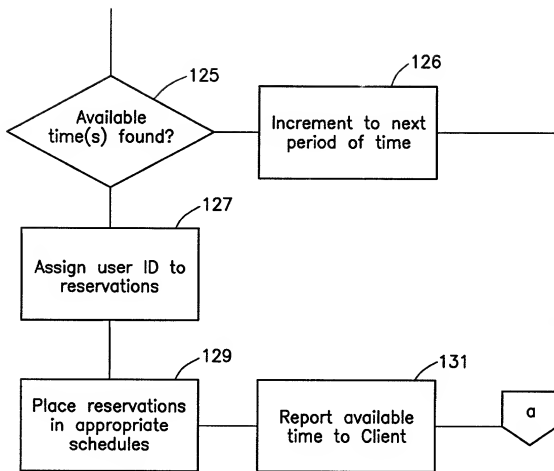 125
Available
time(s) found?
126
Increment to next
period of time
127
Assign user ID to
reservations
129
Place reservations
in appropriate
schedules
131
Report available
time to Client
a